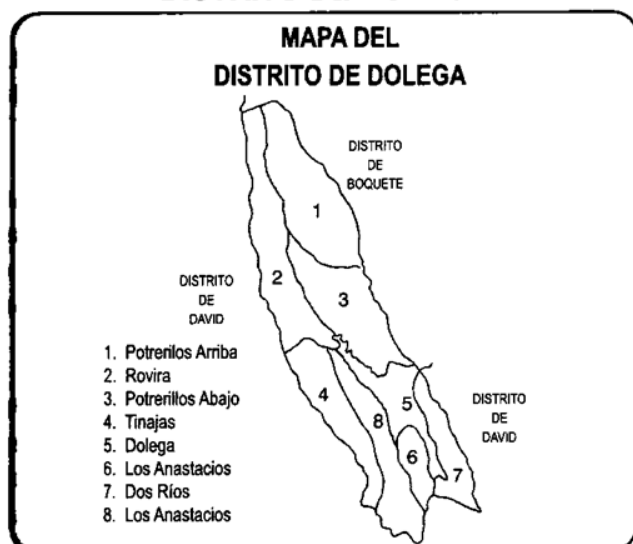 MAPA DEL
DISTRITO DE DOLEGA
DISTRITO
DE
BOQUETE
1
2
3
DISTRITO
DE
DAVID
1. Potrerilos Arriba
2. Rovira
3. Potrerillos Abajo
4. Tinajas
5. Dolega
6. Los Anastacios
7. Dos Ríos
8. Los Anastacios
4
5
8
6
7
DISTRITO
DE
DAVID